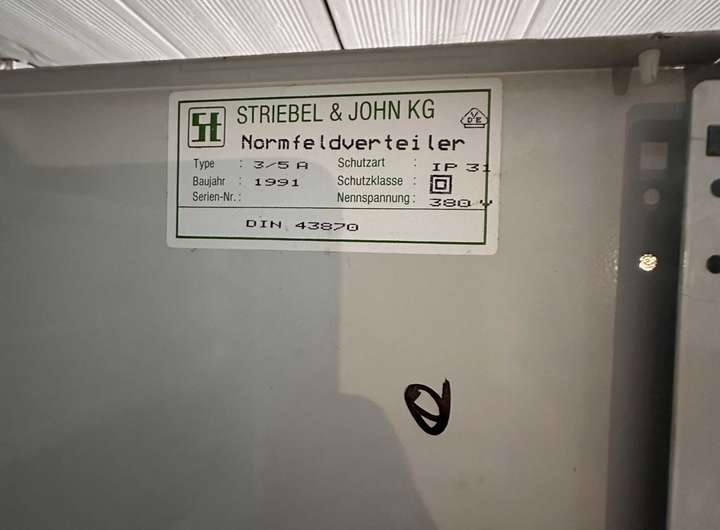 STRIEBEL & JOHN KG
VDE
Normfeldverteiler
Type : 3/5 A Schutzart : IP 31
Baujahr : 1991 Schutzklasse :
Serien-Nr.: Nennspannung: 380 V
DIN 43870